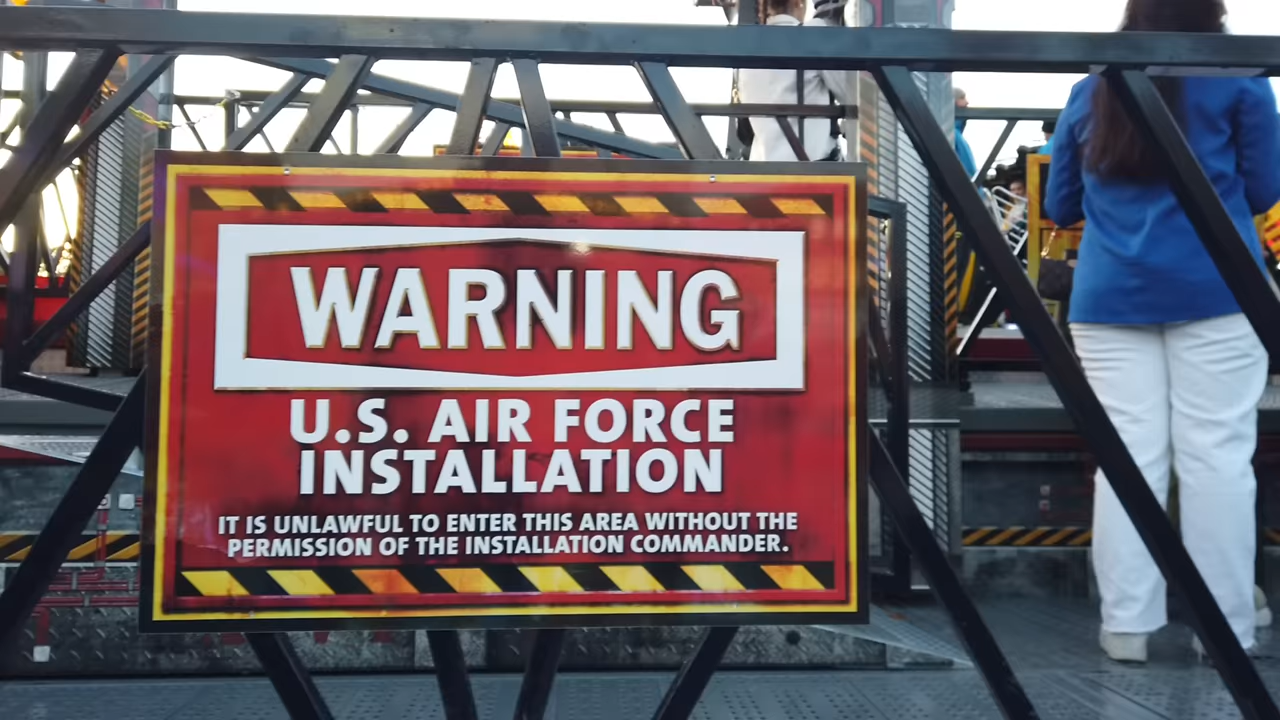 WARNING
U.S. AIR FORCE
INSTALLATION
IT IS UNLAWFUL TO ENTER THIS AREA WITHOUT THE
PERMISSION OF THE INSTALLATION COMMANDER.